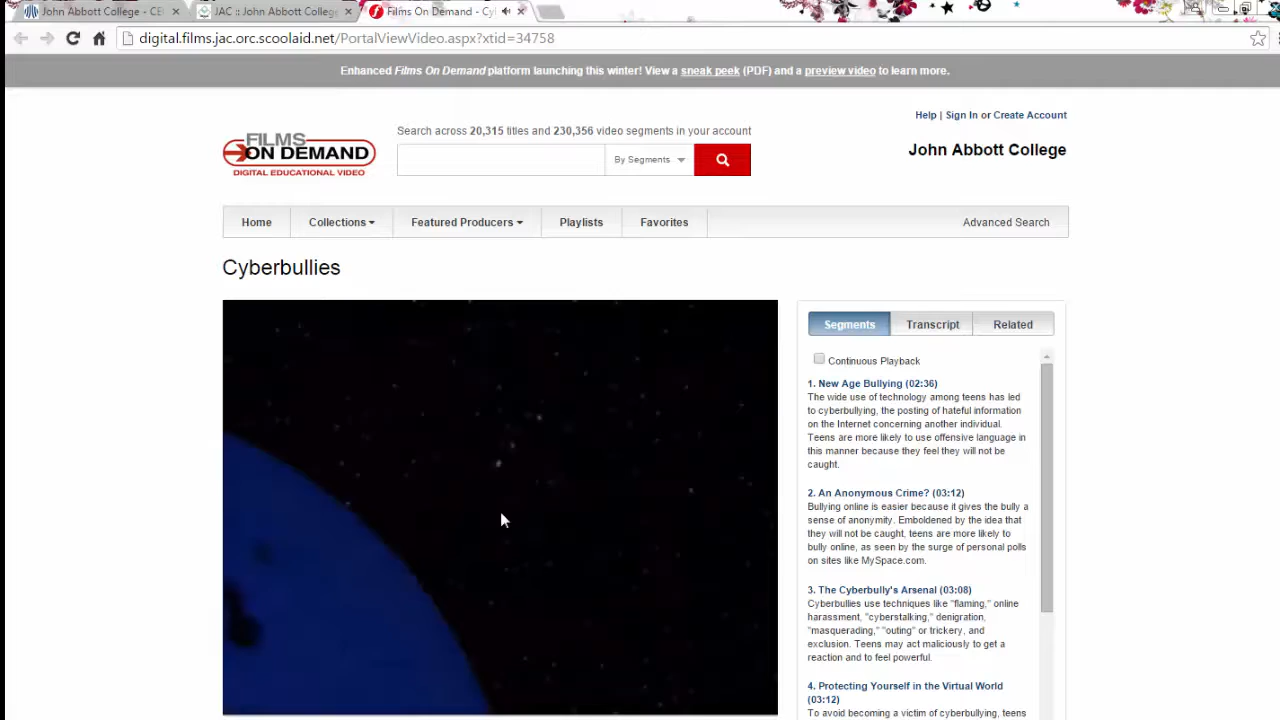 John Abbott College - CE
JAC :: John Abbott College
Films On Demand - Cy
digital.films.jac.orc.scoolaid.net/PortalViewVideo.aspx?xtid=34758
Enhanced Films On Demand platform launching this winter! View a sneak peek (PDF) and a preview video to learn more.
Help | Sign In or Create Account
FILMS
ON DEMAND
DIGITAL EDUCATIONAL VIDEO
Search across 20,315 titles and 230,356 video segments in your account
By Segments
John Abbott College
Home
Collections
Featured Producers
Playlists
Favorites
Advanced Search
Cyberbullies
Segments
Transcript
Related
Continuous Playback
1. New Age Bullying (02:36)
The wide use of technology among teens has led
to cyberbullying, the posting of hateful information
on the Internet concerning another individual.
Teens are more likely to use offensive language in
this manner because they feel they will not be
caught.
2. An Anonymous Crime? (03:12)
Bullying online is easier because it gives the bully a
sense of anonymity. Emboldened by the idea that
they will not be caught, teens are more likely to
bully online, as seen by the surge of personal polls
on sites like MySpace.com.
3. The Cyberbully's Arsenal (03:08)
Cyberbullies use techniques like "flaming," online
harassment, "cyberstalking," denigration,
"masquerading," "outing" or trickery, and
exclusion. Teens may act maliciously to get a
reaction and to feel powerful.
4. Protecting Yourself in the Virtual World
(03:12)
To avoid becoming a victim of cyberbullying, teens